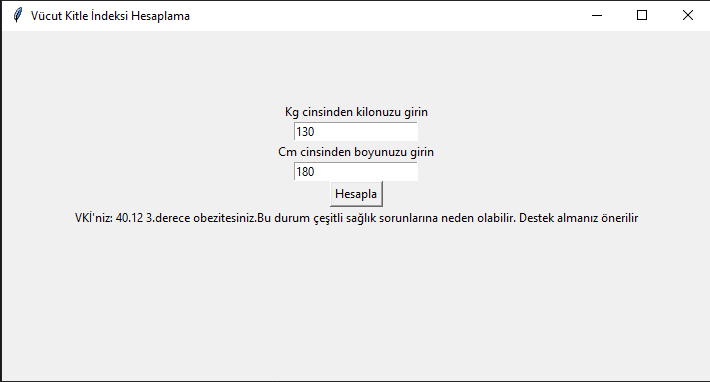 Vücut Kitle İndeksi Hesaplama
Kg cinsinden kilonuzu girin
130
Cm cinsinden boyunuzu girin
180
Hesapla
VKİ'niz: 40.12 3.derece obezitesiniz.Bu durum çeşitli sağlık sorunlarına neden olabilir. Destek almanız önerilir